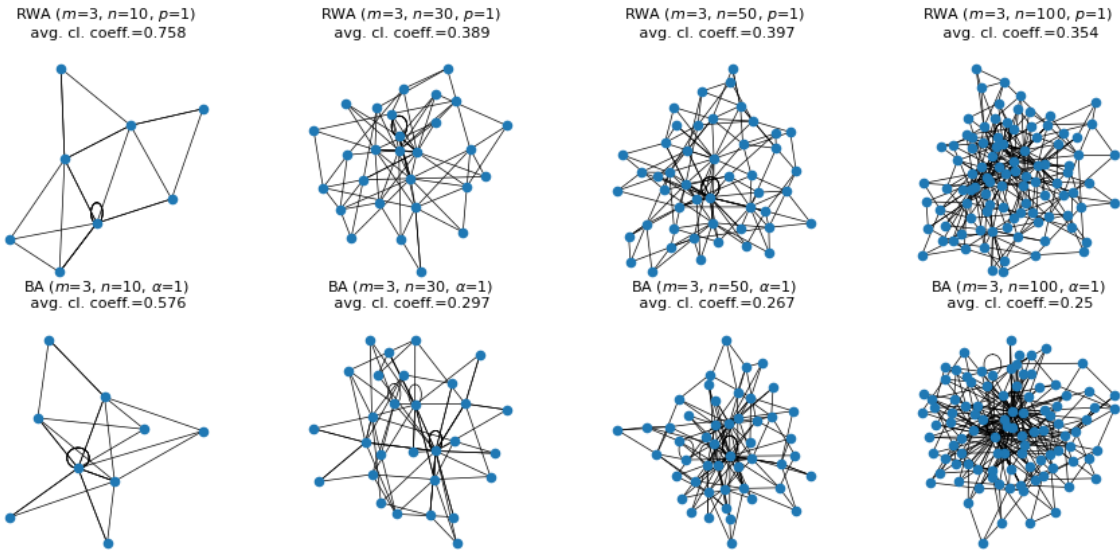 RWA (m=3, n=10, p=1)
avg. cl. coeff.=0.758
RWA (m=3, n=30, p=1)
avg. cl. coeff.=0.389
RWA (m=3, n=50, p=1)
avg. cl. coeff.=0.397
RWA (m=3, n=100, p=1)
avg. cl. coeff.=0.354
BA (m=3, n=10, α=1)
avg. cl. coeff.=0.576
BA (m=3, n=30, α=1)
avg. cl. coeff.=0.297
BA (m=3, n=50, α=1)
avg. cl. coeff.=0.267
BA (m=3, n=100, α=1)
avg. cl. coeff.=0.25